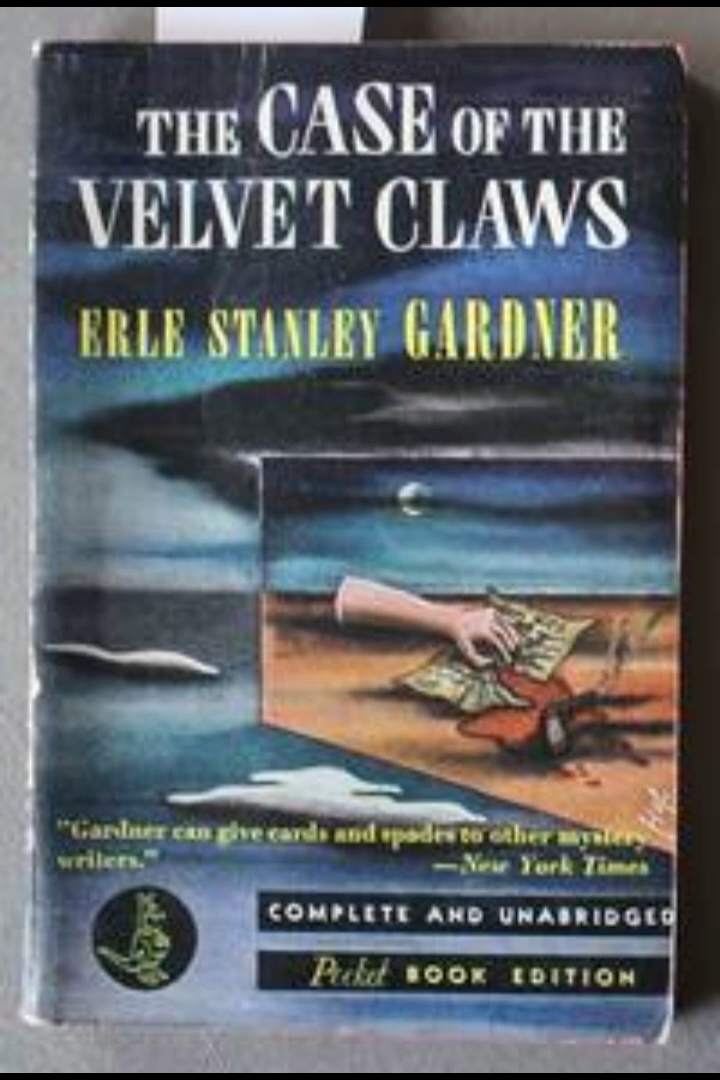 THE CASE OF THE
VELVET CLAWS
ERLE STANLEY GARDNER
"Gardner can give cards and spades to other mystery
writers."
—New York Times
COMPLETE AND UNABRIDGED
Pocket BOOK EDITION